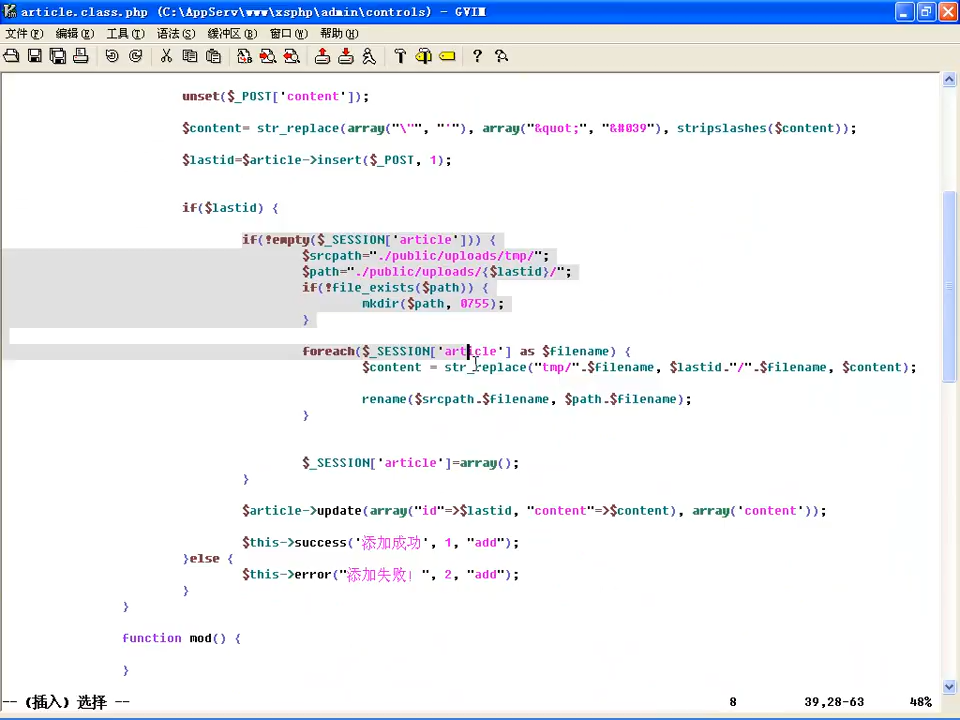 article.class.php (C:\AppServ\www\xsphp\admin\controls) - GVIM
文件(F) 编辑(E) 工具(T) 语法(S) 缓冲区(B) 窗口(W) 帮助(H)
unset($_POST['content']);
$content= str_replace(array("\"", "'"), array("&quot;", "&#039"), stripslashes($content));
$lastid=$article->insert($_POST, 1);
if($lastid) {
if(!empty($_SESSION['article'])) {
$srcpath="./public/uploads/tmp/";
$path="./public/uploads/{$lastid}/";
if(!file_exists($path)) {
mkdir($path, 0755);
}
foreach($_SESSION['article'] as $filename) {
$content = str_replace("tmp/".$filename, $lastid."/".$filename, $content);
rename($srcpath.$filename, $path.$filename);
}
$_SESSION['article']=array();
}
$article->update(array("id"=>$lastid, "content"=>$content), array('content'));
$this->success('添加成功', 1, "add");
}else {
$this->error("添加失败!", 2, "add");
}
}
function mod() {
}
-- (插入) 选择 -- 8 39,28-63 48%